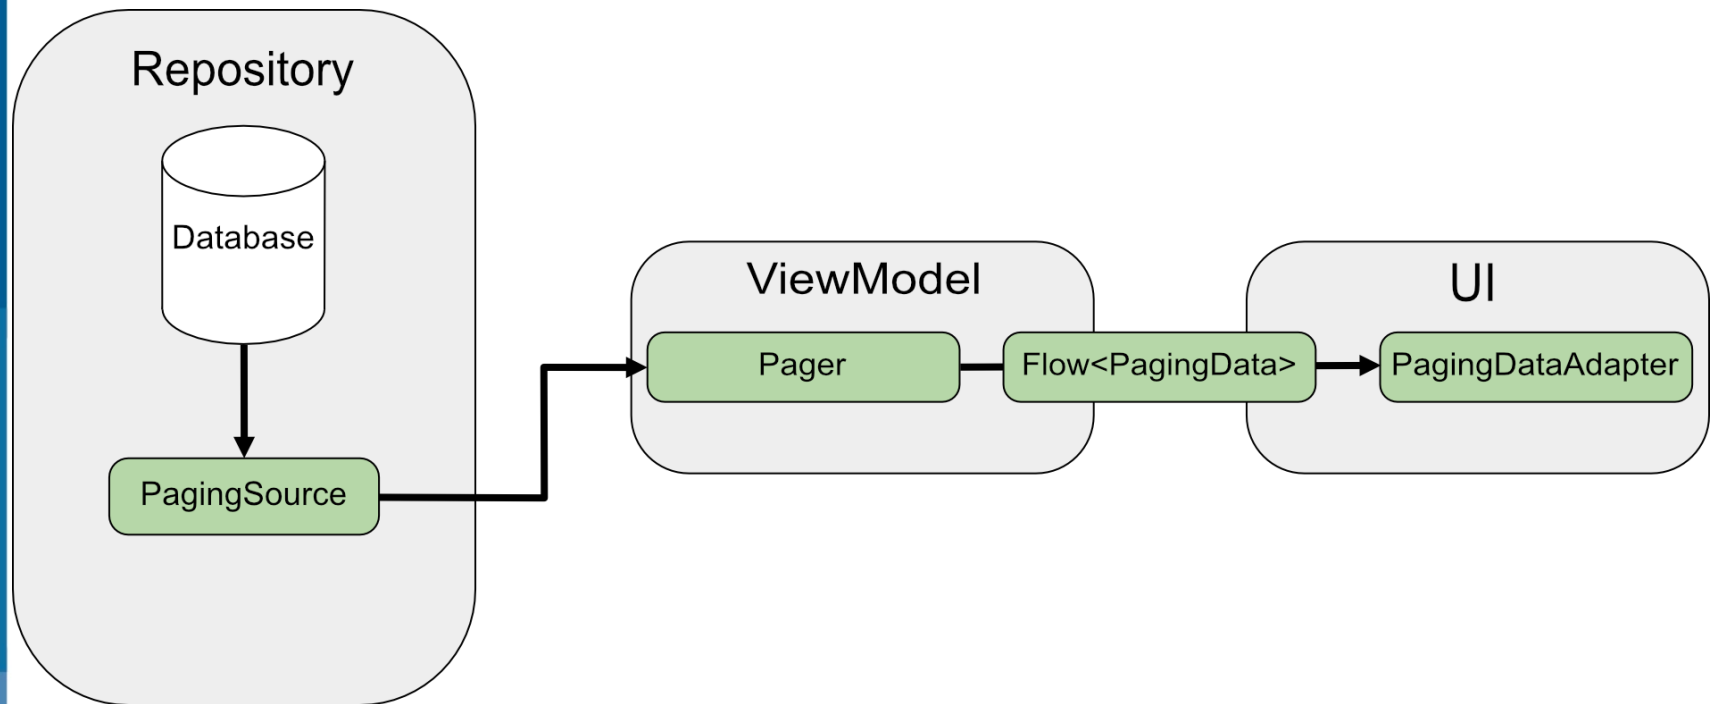 Repository
Database
PagingSource
ViewModel
Pager
Flow<PagingData>
UI
PagingDataAdapter